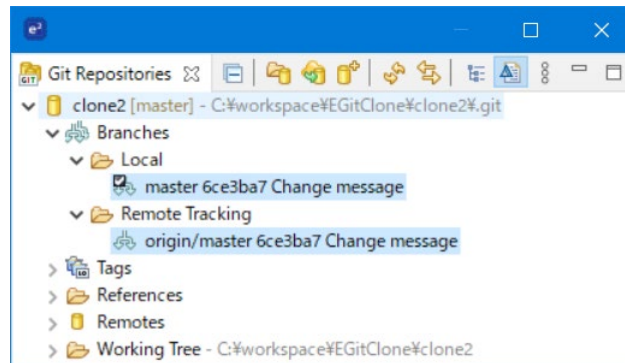 e²
Git Repositories
clone2 [master] - C:¥workspace¥EGitClone¥clone2¥.git
Branches
Local
master 6ce3ba7 Change message
Remote Tracking
origin/master 6ce3ba7 Change message
Tags
References
Remotes
Working Tree - C:¥workspace¥EGitClone¥clone2